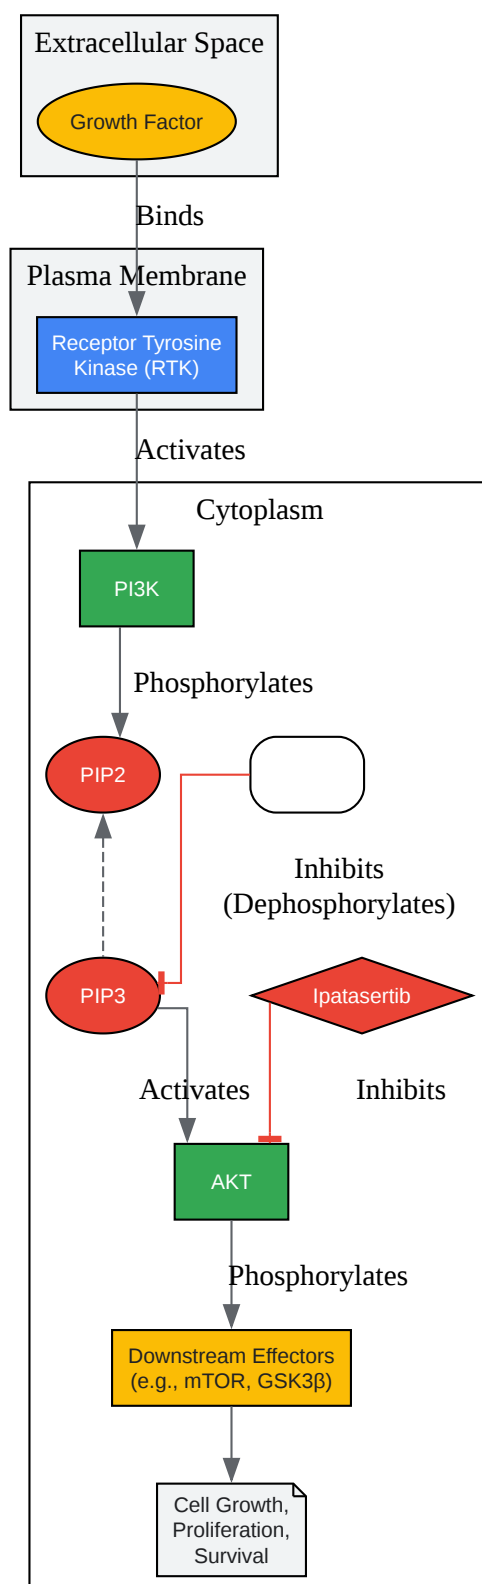 Extracellular Space
Growth Factor
Binds
Plasma Membrane
Receptor Tyrosine
Kinase (RTK)
Activates
Cytoplasm
PI3K
Phosphorylates
PIP2
Inhibits
(Dephosphorylates)
PIP3
Ipatasertib
Activates
Inhibits
AKT
Phosphorylates
Downstream Effectors
(e.g., mTOR, GSK3β)
Cell Growth,
Proliferation,
Survival